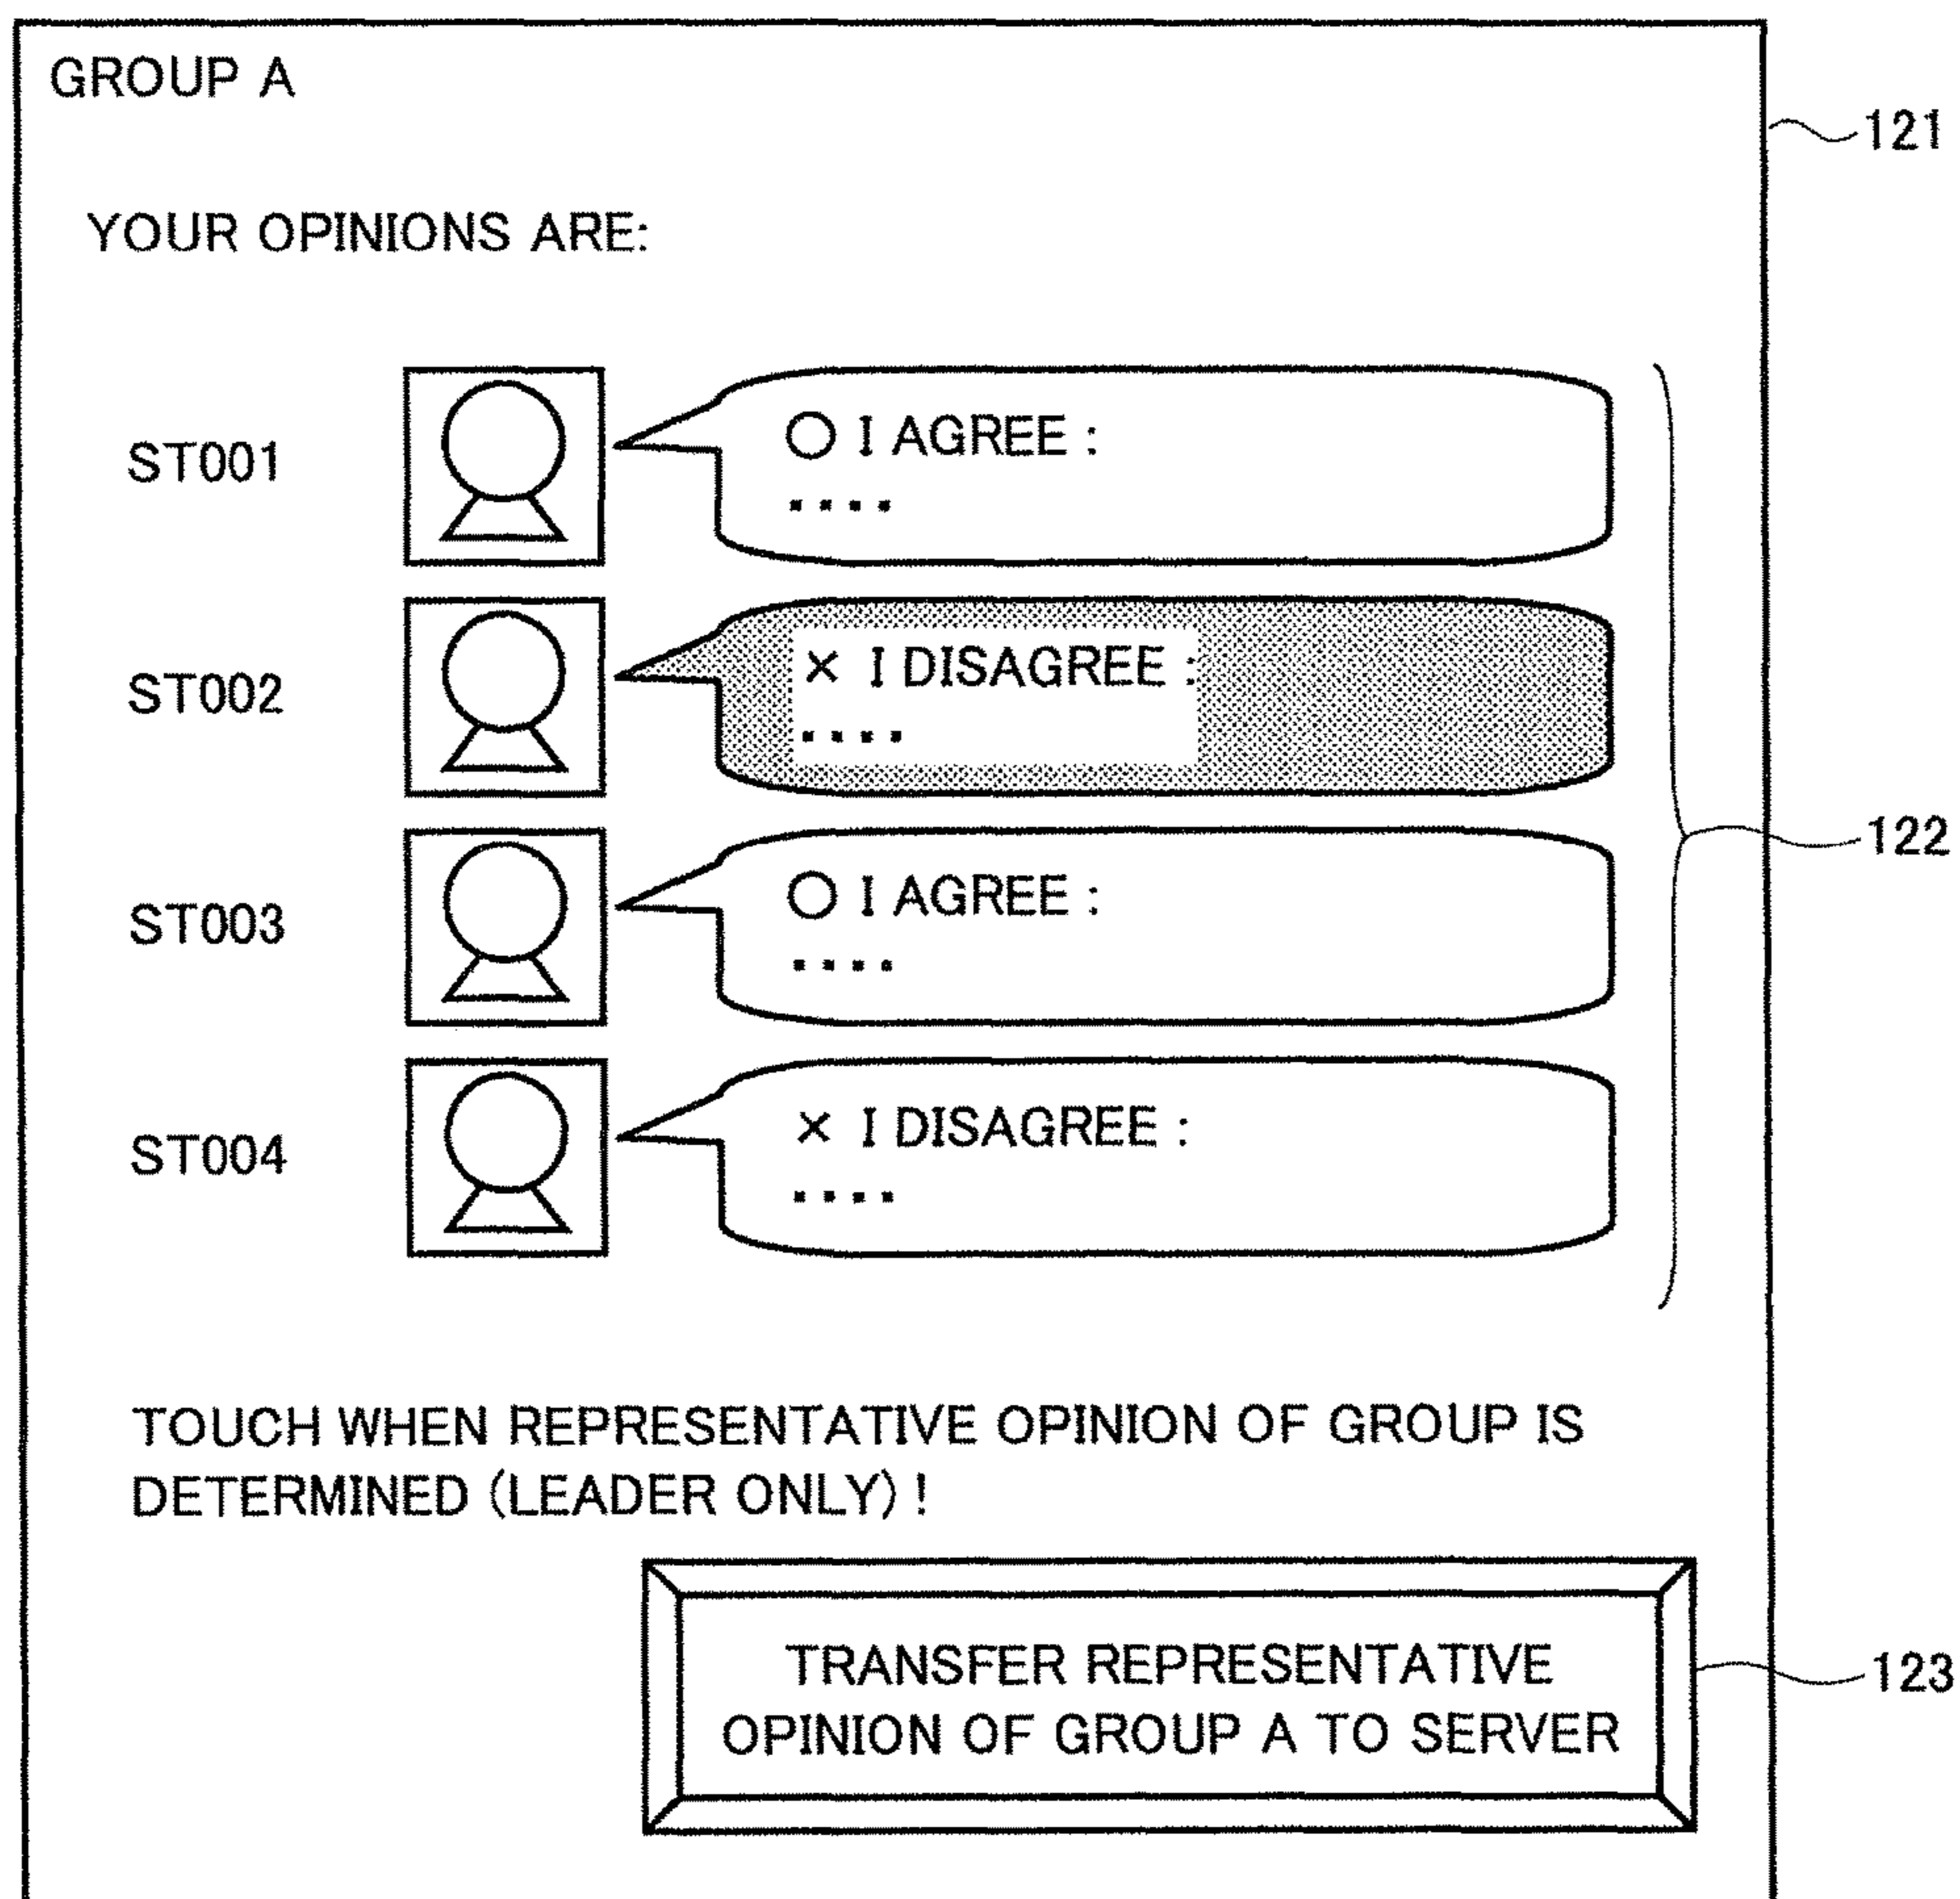 GROUP A
121
YOUR OPINIONS ARE:
ST001
○ I AGREE :
....
ST002
× I DISAGREE :
....
122
ST003
○ I AGREE :
....
ST004
× I DISAGREE :
....
TOUCH WHEN REPRESENTATIVE OPINION OF GROUP IS
DETERMINED (LEADER ONLY) !
TRANSFER REPRESENTATIVE
OPINION OF GROUP A TO SERVER
123